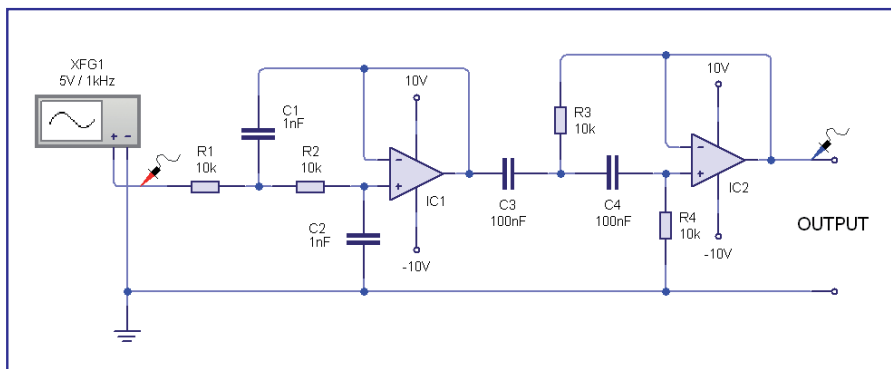 XFG1
5V / 1kHz
+ -
R1
10k
C1
1nF
R2
10k
C2
1nF
10V
-
+
IC1
-10V
C3
100nF
R3
10k
C4
100nF
10V
-
+
IC2
R4
10k
-10V
OUTPUT